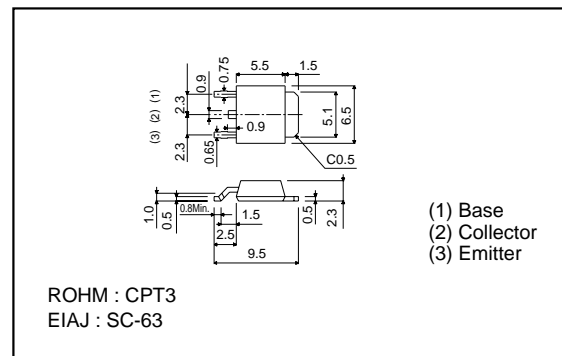 5.5 1.5
0.9 0.75
2.3 (1)
(2)
(3) 2.3
0.9
0.65
5.1 6.5
C0.5
1.0 0.5 0.8Min. 1.5 0.5 2.3
2.5
9.5
(1) Base
(2) Collector
(3) Emitter
ROHM : CPT3
EIAJ : SC-63